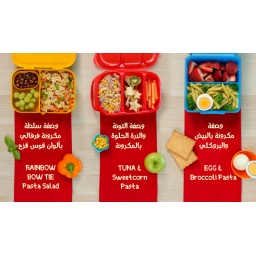 وصفة سلطة
مكرونة فرفالي
بألوان قوس قزح
RAINBOW
BOW TIE
Pasta Salad
وصفة التونة
والذرة الحلوة
بالمكرونة
TUNA &
Sweetcorn
Pasta
وصفة
مكرونة بالبيض
والبروكلي
EGG &
Broccoli Pasta